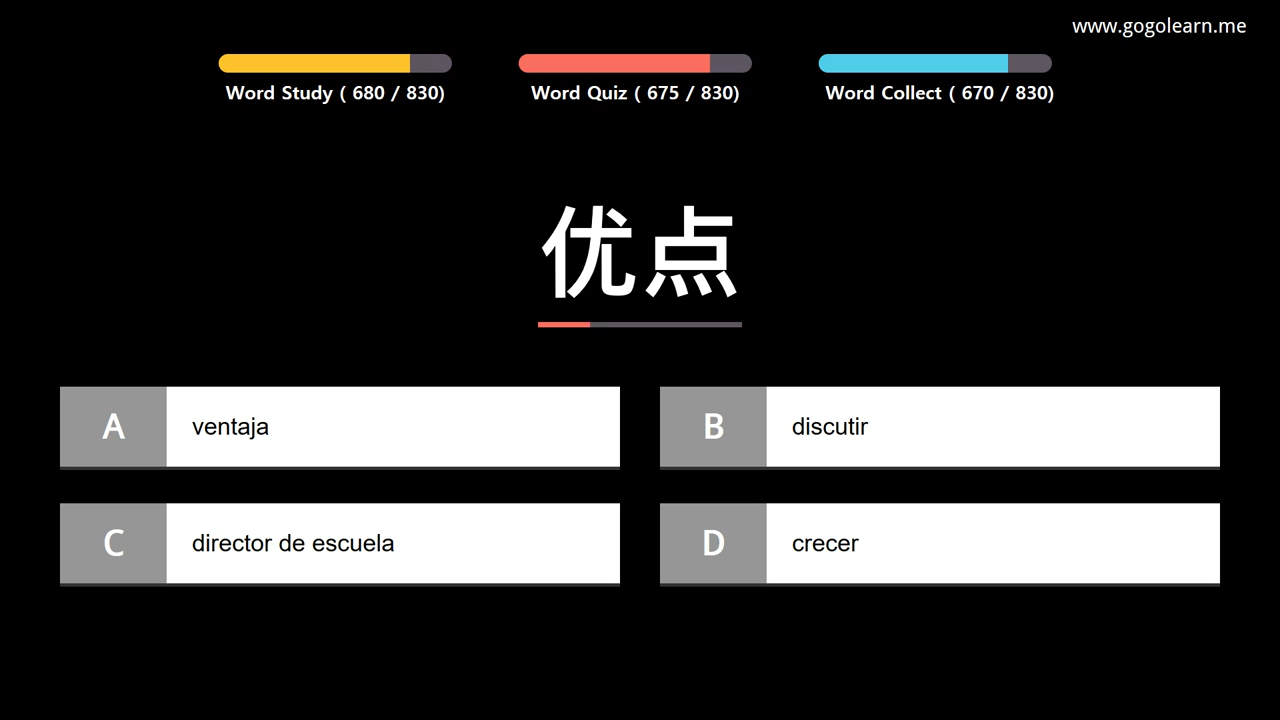 www.gogolearn.me
Word Study ( 680 / 830)
Word Quiz ( 675 / 830)
Word Collect ( 670 / 830)
优点
A ventaja
B discutir
C director de escuela
D crecer